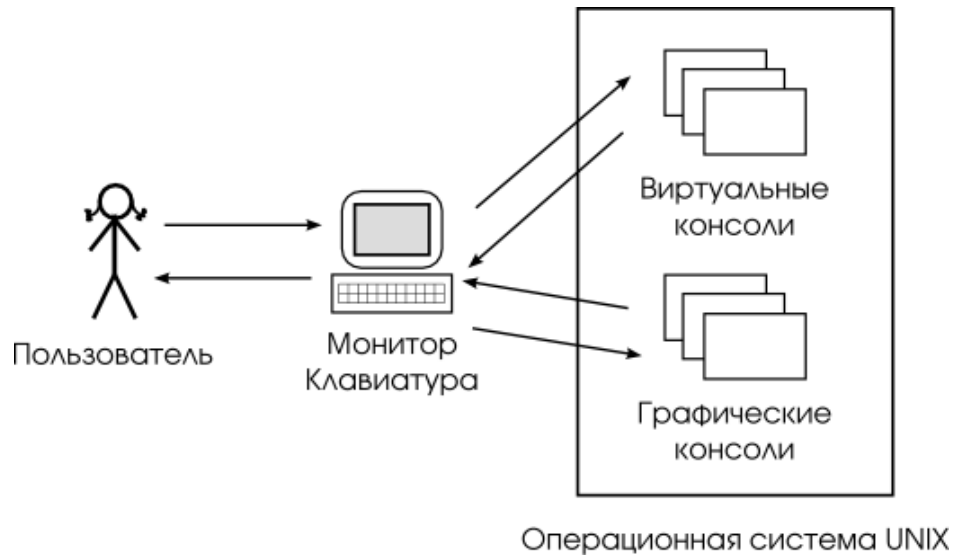 Виртуальные
консоли
Пользователь
Монитор
Клавиатура
Графические
консоли
Операционная система UNIX